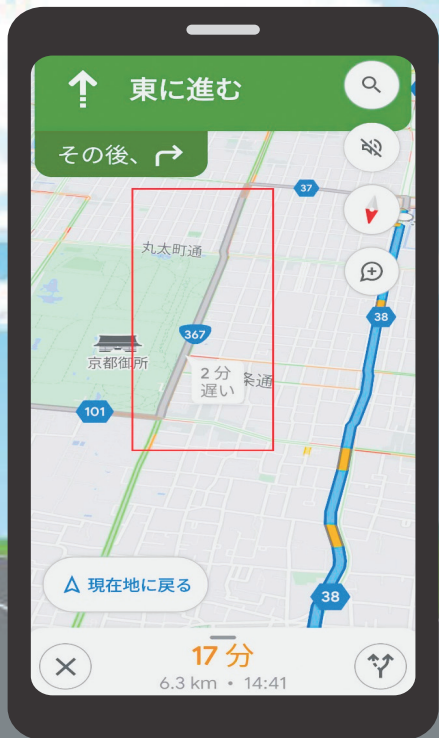 東に進む
その後、
37
丸太町通
38
367
京都御所
2 分
遅い
条通
101
現在地に戻る
38
17 分
6.3 km • 14:41